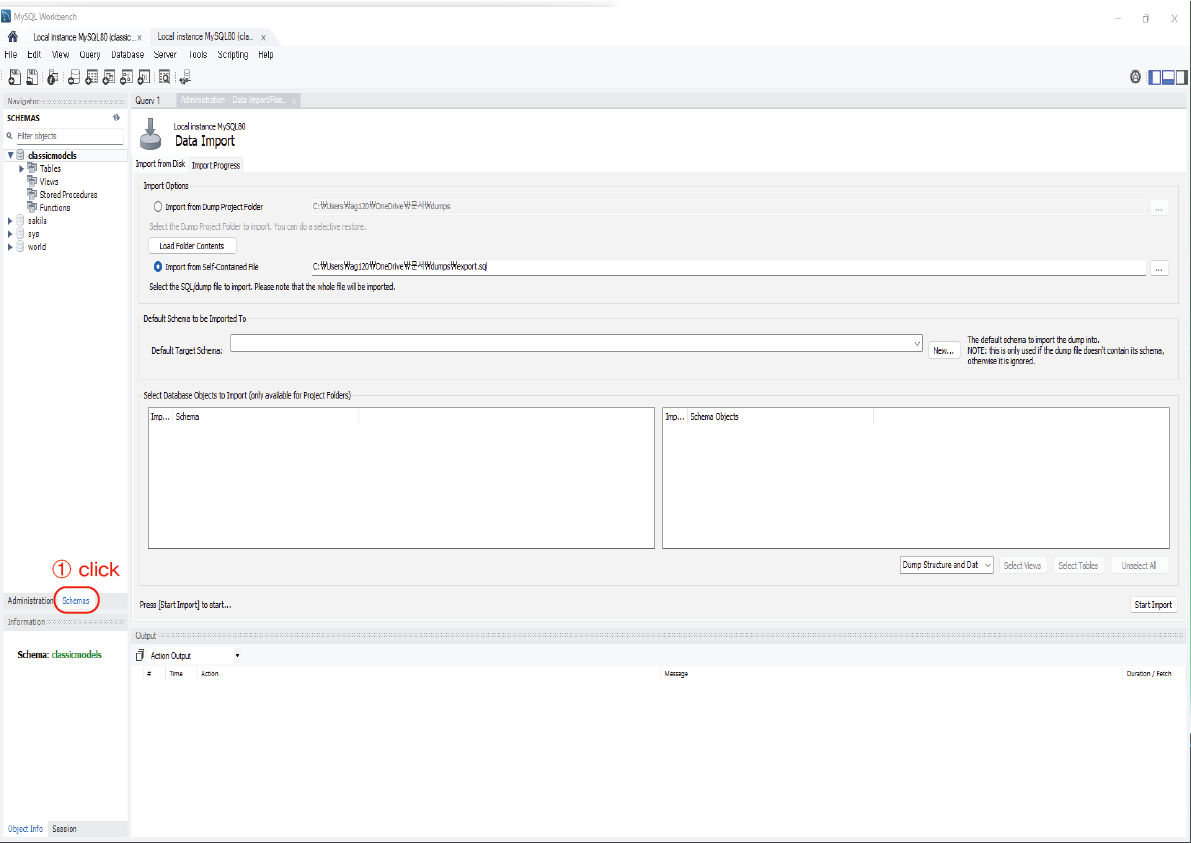 MySQL Workbench
Local instance MySQL80 (classic... x
Local instance MySQL80 (cla... x
File Edit View Query Database Server Tools Scripting Help
Navigator
Query 1
Administration - Data Import/Res... x
SCHEMAS
Filter objects
classicmodels
Tables
Views
Stored Procedures
Functions
sakila
sys
world
① click
Administration Schemas
Information
Schema: classicmodels
Object Info Session
Local instance MySQL80
Data Import
Import from Disk Import Progress
Import Options
Import from Dump Project Folder C:₩Users₩ag120₩OneDrive₩문서₩dumps ...
Select the Dump Project Folder to import. You can do a selective restore.
Load Folder Contents
Import from Self-Contained File C:₩Users₩ag120₩OneDrive₩문서₩dumps₩export.sql ...
Select the SQL/dump file to import. Please note that the whole file will be imported.
Default Schema to be Imported To
Default Target Schema: New...
The default schema to import the dump into.
NOTE: this is only used if the dump file doesn't contain its schema,
otherwise it is ignored.
Select Database Objects to Import (only available for Project Folders)
Imp... Schema
Imp... Schema Objects
Dump Structure and Dat Select Views Select Tables Unselect All
Press [Start Import] to start... Start Import
Output
Action Output
# Time Action Message Duration / Fetch